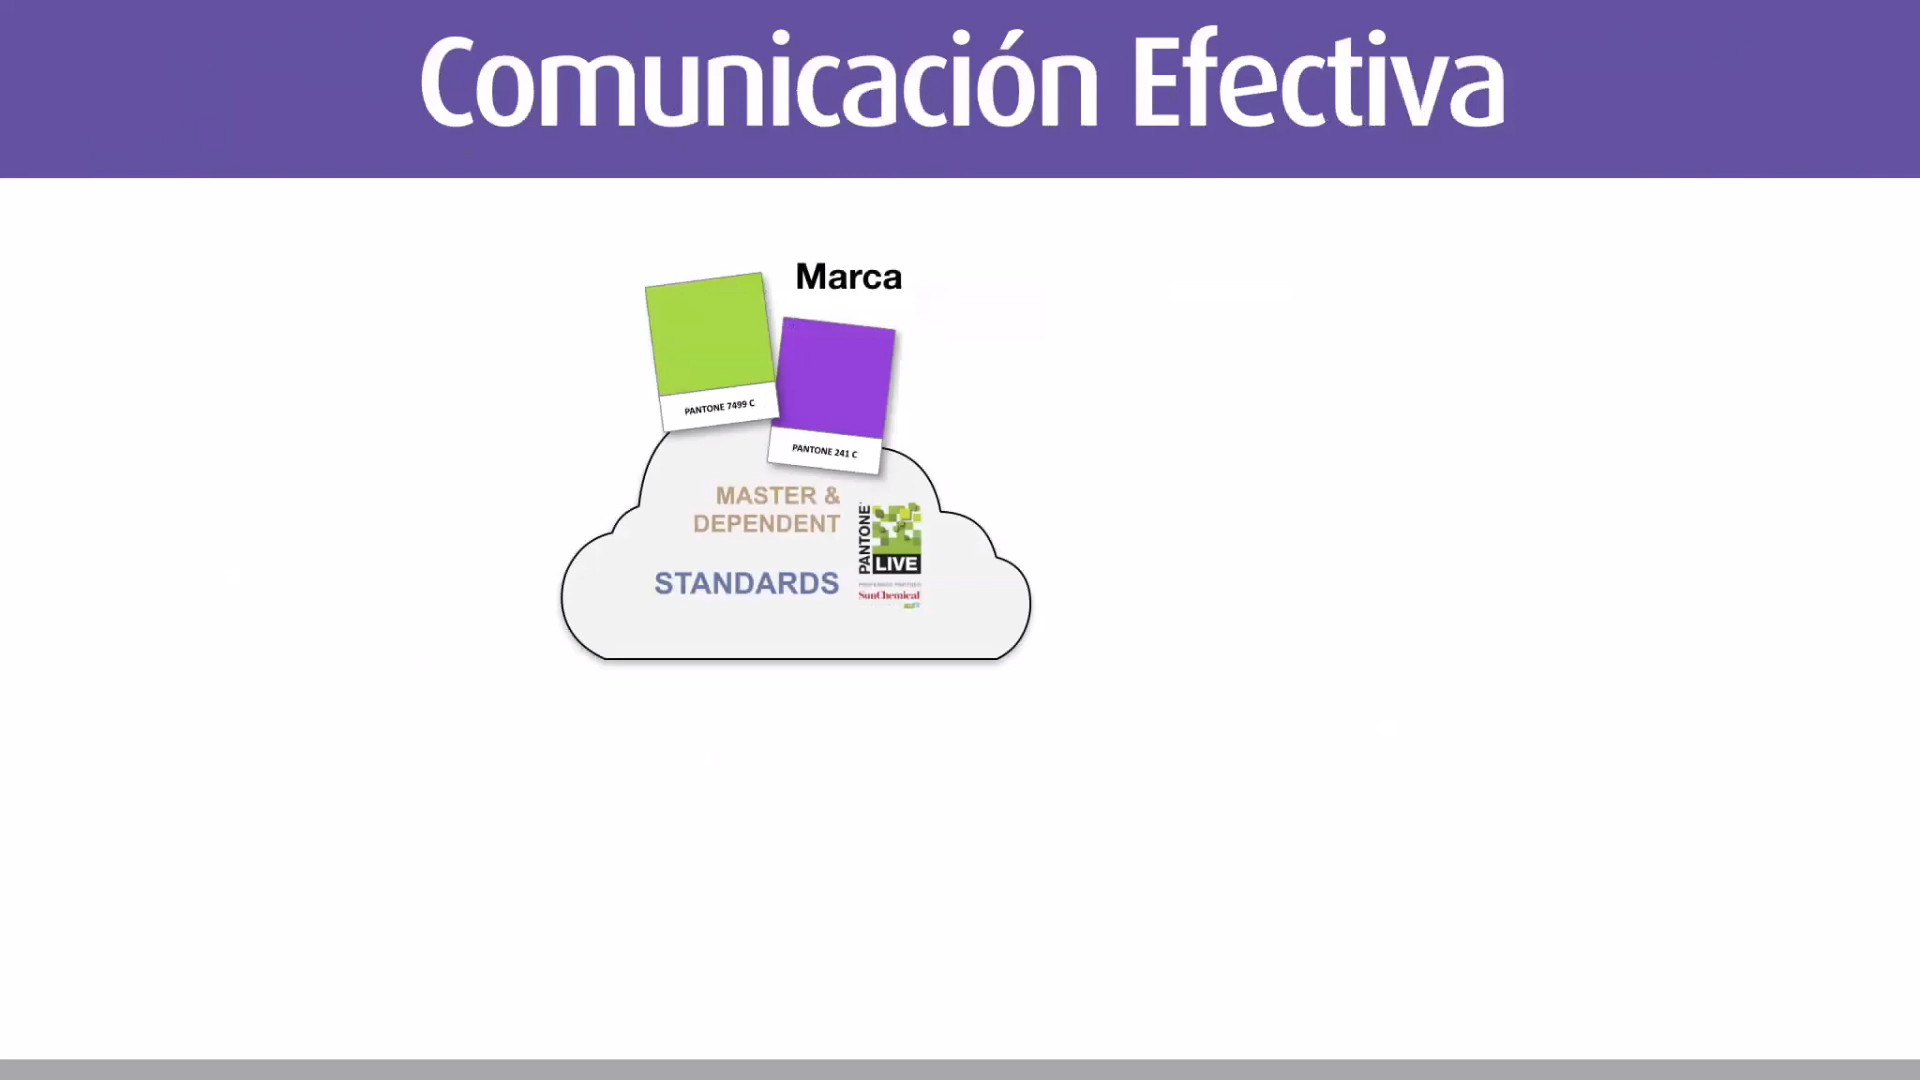 Comunicación Efectiva
Marca
PANTONE 7499 C
PANTONE 241 C
MASTER &
DEPENDENT
STANDARDS
PANTONE
LIVE
SunChemical